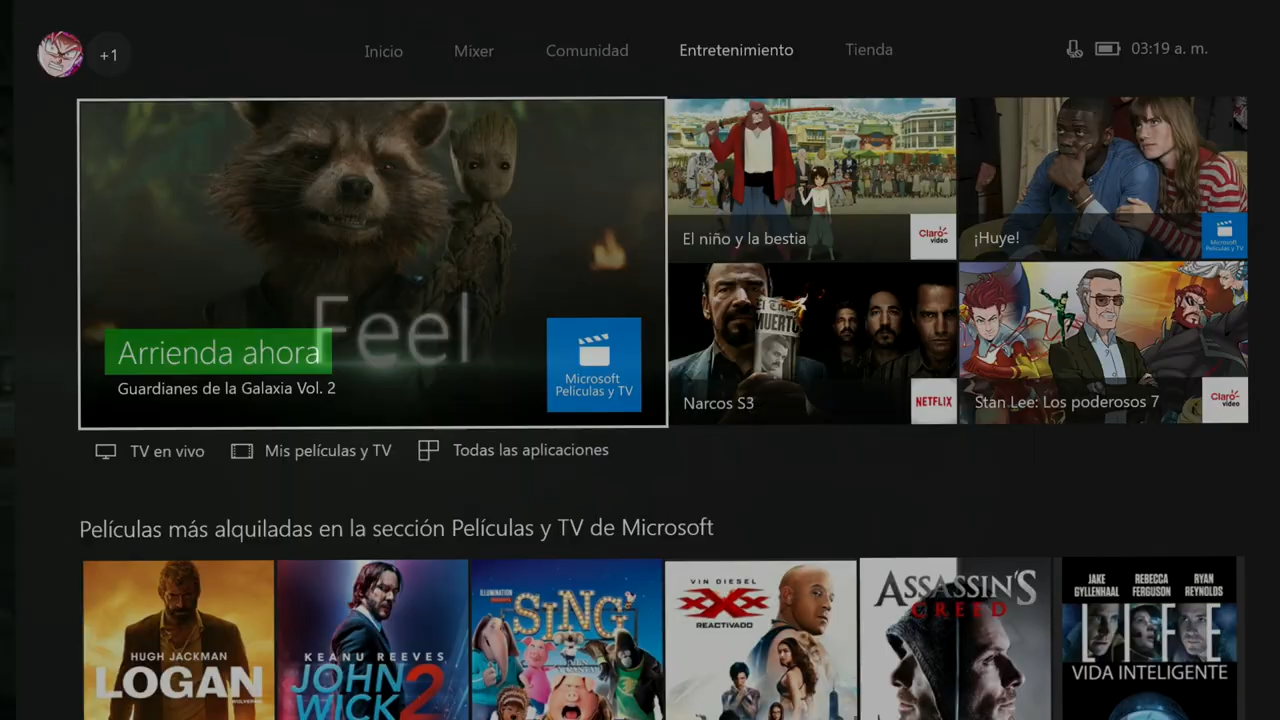 +1
Inicio
Mixer
Comunidad
Entretenimiento
Tienda
03:19 a. m.
Feel
Arrienda ahora
Guardianes de la Galaxia Vol. 2
Microsoft
Películas y TV
El niño y la bestia
Claro
video
¡Huye!
Microsoft
Películas y TV
MUERTO
Narcos S3
NETFLIX
Stan Lee: Los poderosos 7
Claro
video
TV en vivo
Mis películas y TV
Todas las aplicaciones
Películas más alquiladas en la sección Películas y TV de Microsoft
HUGH JACKMAN
LOGAN
WOLVERINE
KEANU REEVES
JOHN
WICK 2
ILLUMINATION
SING
VEN Y CANTA!
VIN DIESEL
xXx
REACTIVADO
ASSASSIN'S
CREED
JAKE
GYLLENHAAL
REBECCA
FERGUSON
RYAN
REYNOLDS
LIFE
VIDA INTELIGENTE